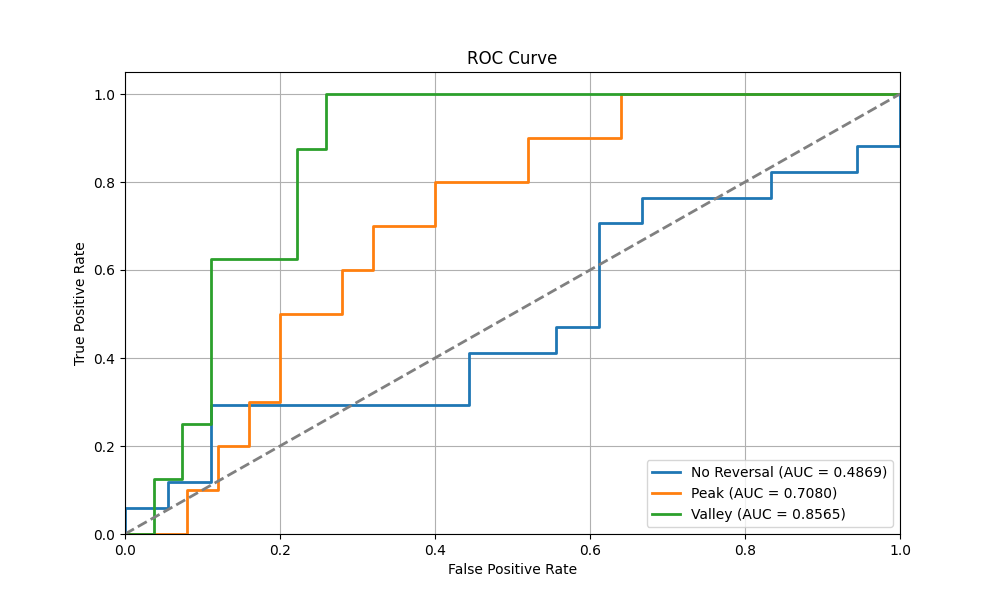 ROC Curve
True Positive Rate
1.0
0.8
0.6
0.4
0.2
0.0
0.0 0.2 0.4 0.6 0.8 1.0
False Positive Rate
No Reversal (AUC = 0.4869)
Peak (AUC = 0.7080)
Valley (AUC = 0.8565)